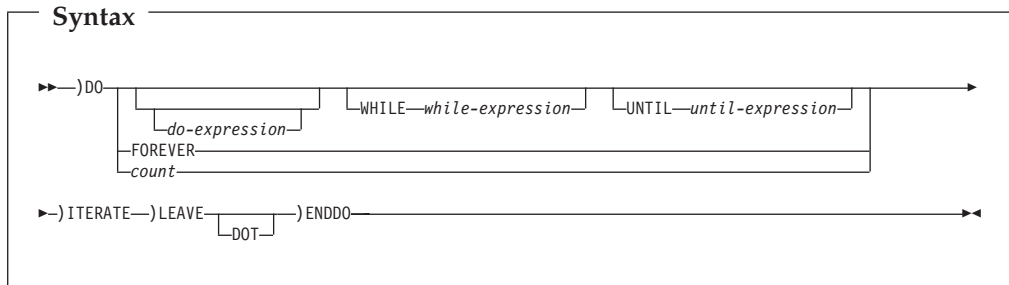 Syntax
)DO
do-expression
WHILE while-expression
UNTIL until-expression
FOREVER
count
)ITERATE )LEAVE )ENDDO
DOT